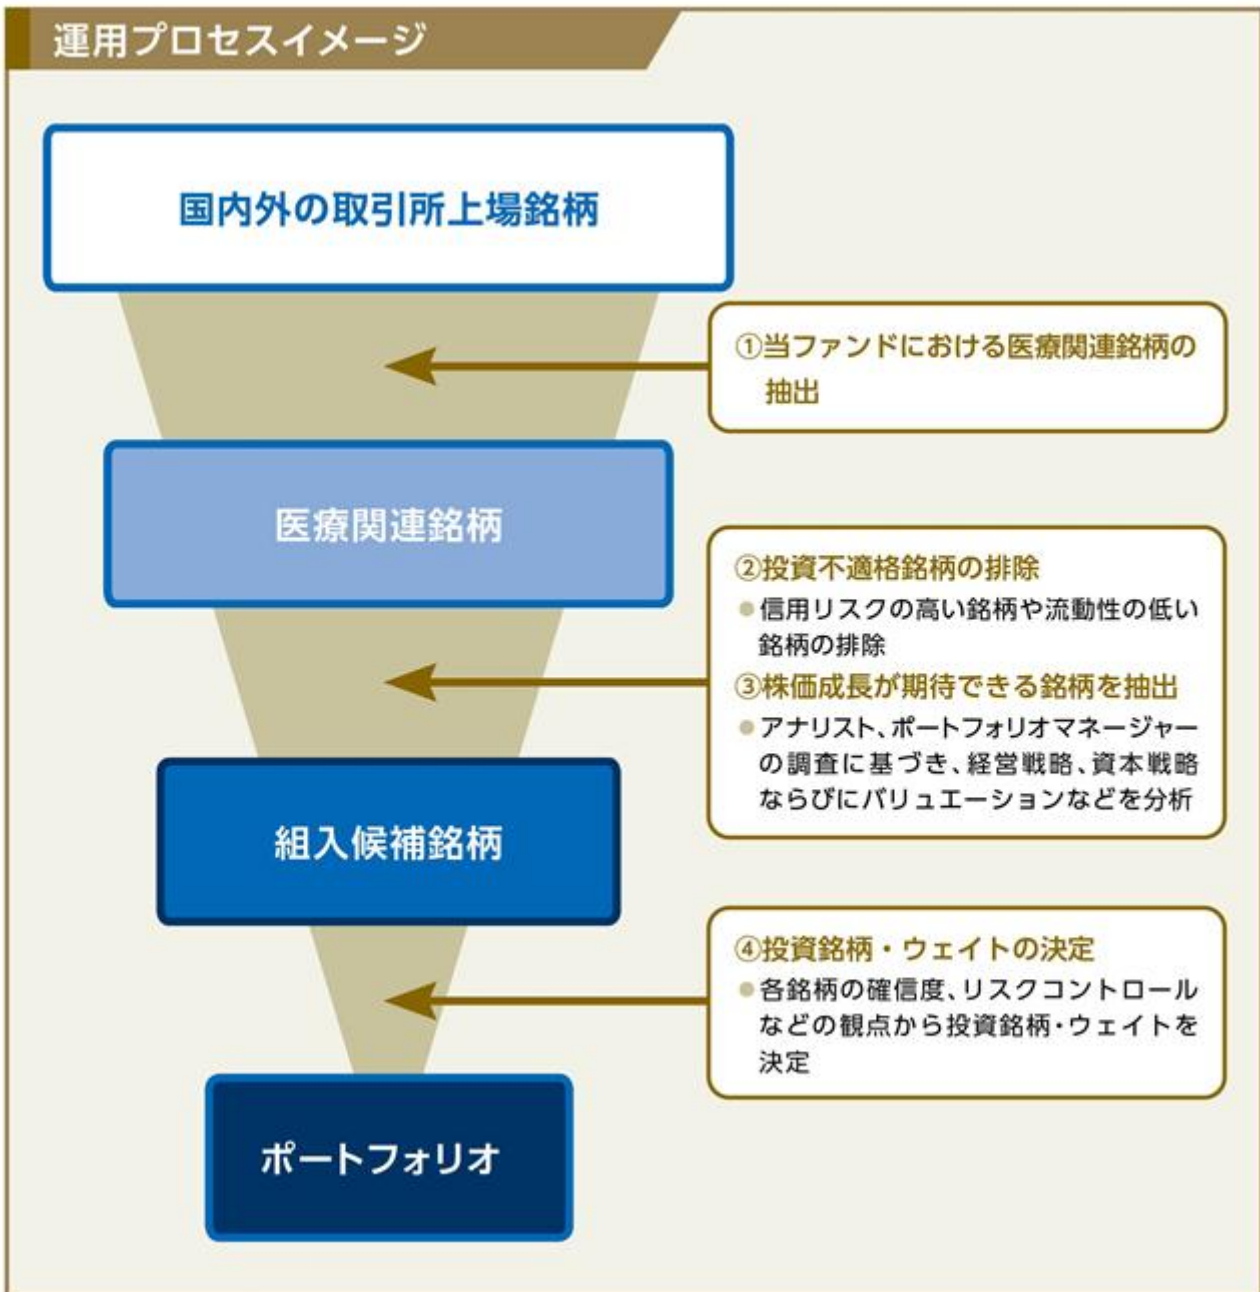 運用プロセスイメージ
国内外の取引所上場銘柄
①当ファンドにおける医療関連銘柄の
抽出
医療関連銘柄
②投資不適格銘柄の排除
●信用リスクの高い銘柄や流動性の低い
銘柄の排除
③株価成長が期待できる銘柄を抽出
●アナリスト、ポートフォリオマネージャー
の調査に基づき、経営戦略、資本戦略
ならびにバリュエーションなどを分析
組入候補銘柄
④投資銘柄・ウェイトの決定
●各銘柄の確信度、リスクコントロール
などの観点から投資銘柄・ウェイトを
決定
ポートフォリオ